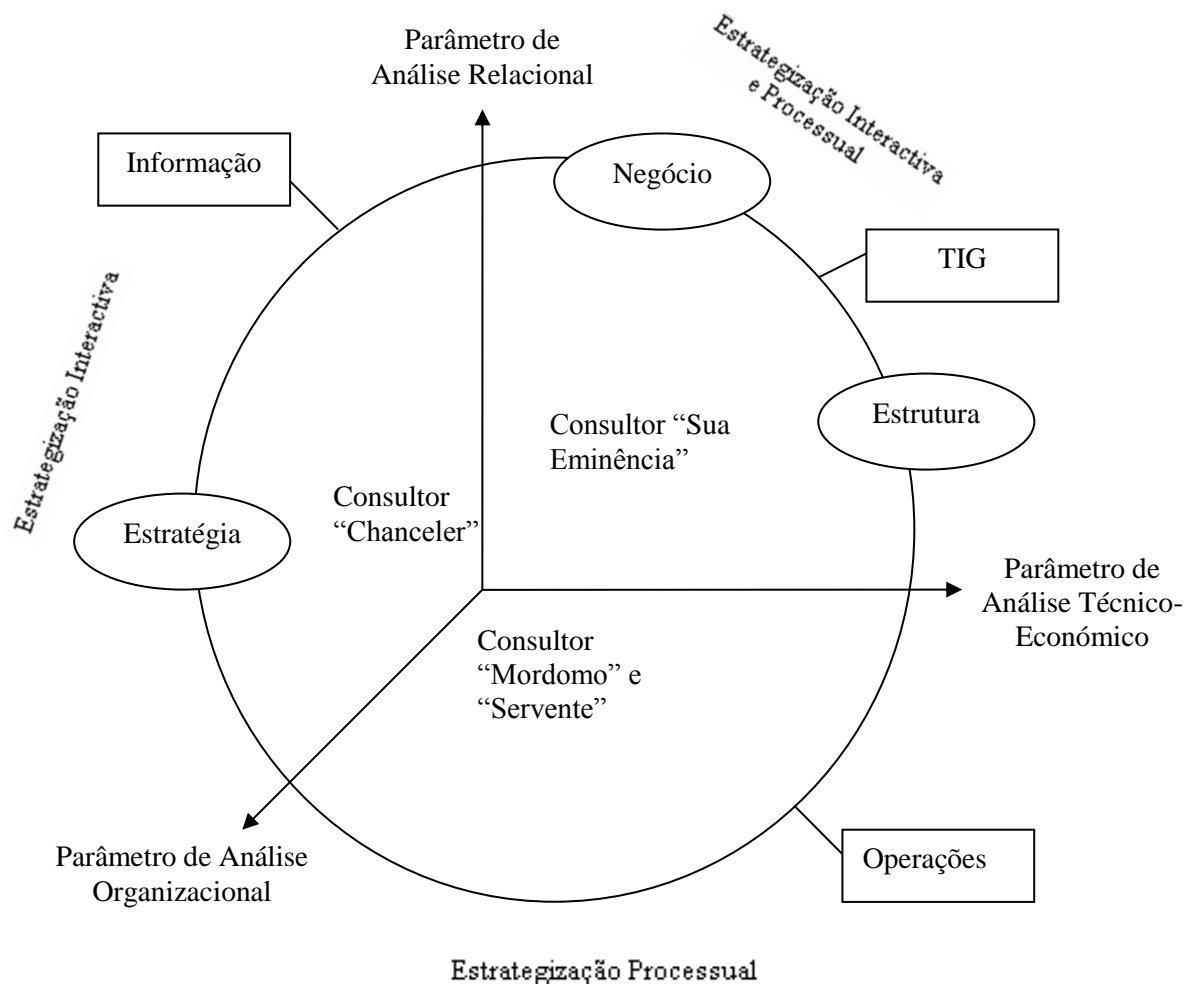 Parâmetro de
Análise Relacional
Estrategização Interactiva
e Processual
Informação
Negócio
TIG
Estrategização Interactiva
Estrutura
Consultor “Sua
Eminência”
Consultor
“Chanceler”
Estratégia
Parâmetro de
Análise Técnico-
Económico
Consultor
“Mordomo” e
“Servente”
Parâmetro de Análise
Organizacional
Operações
Estrategização Processual